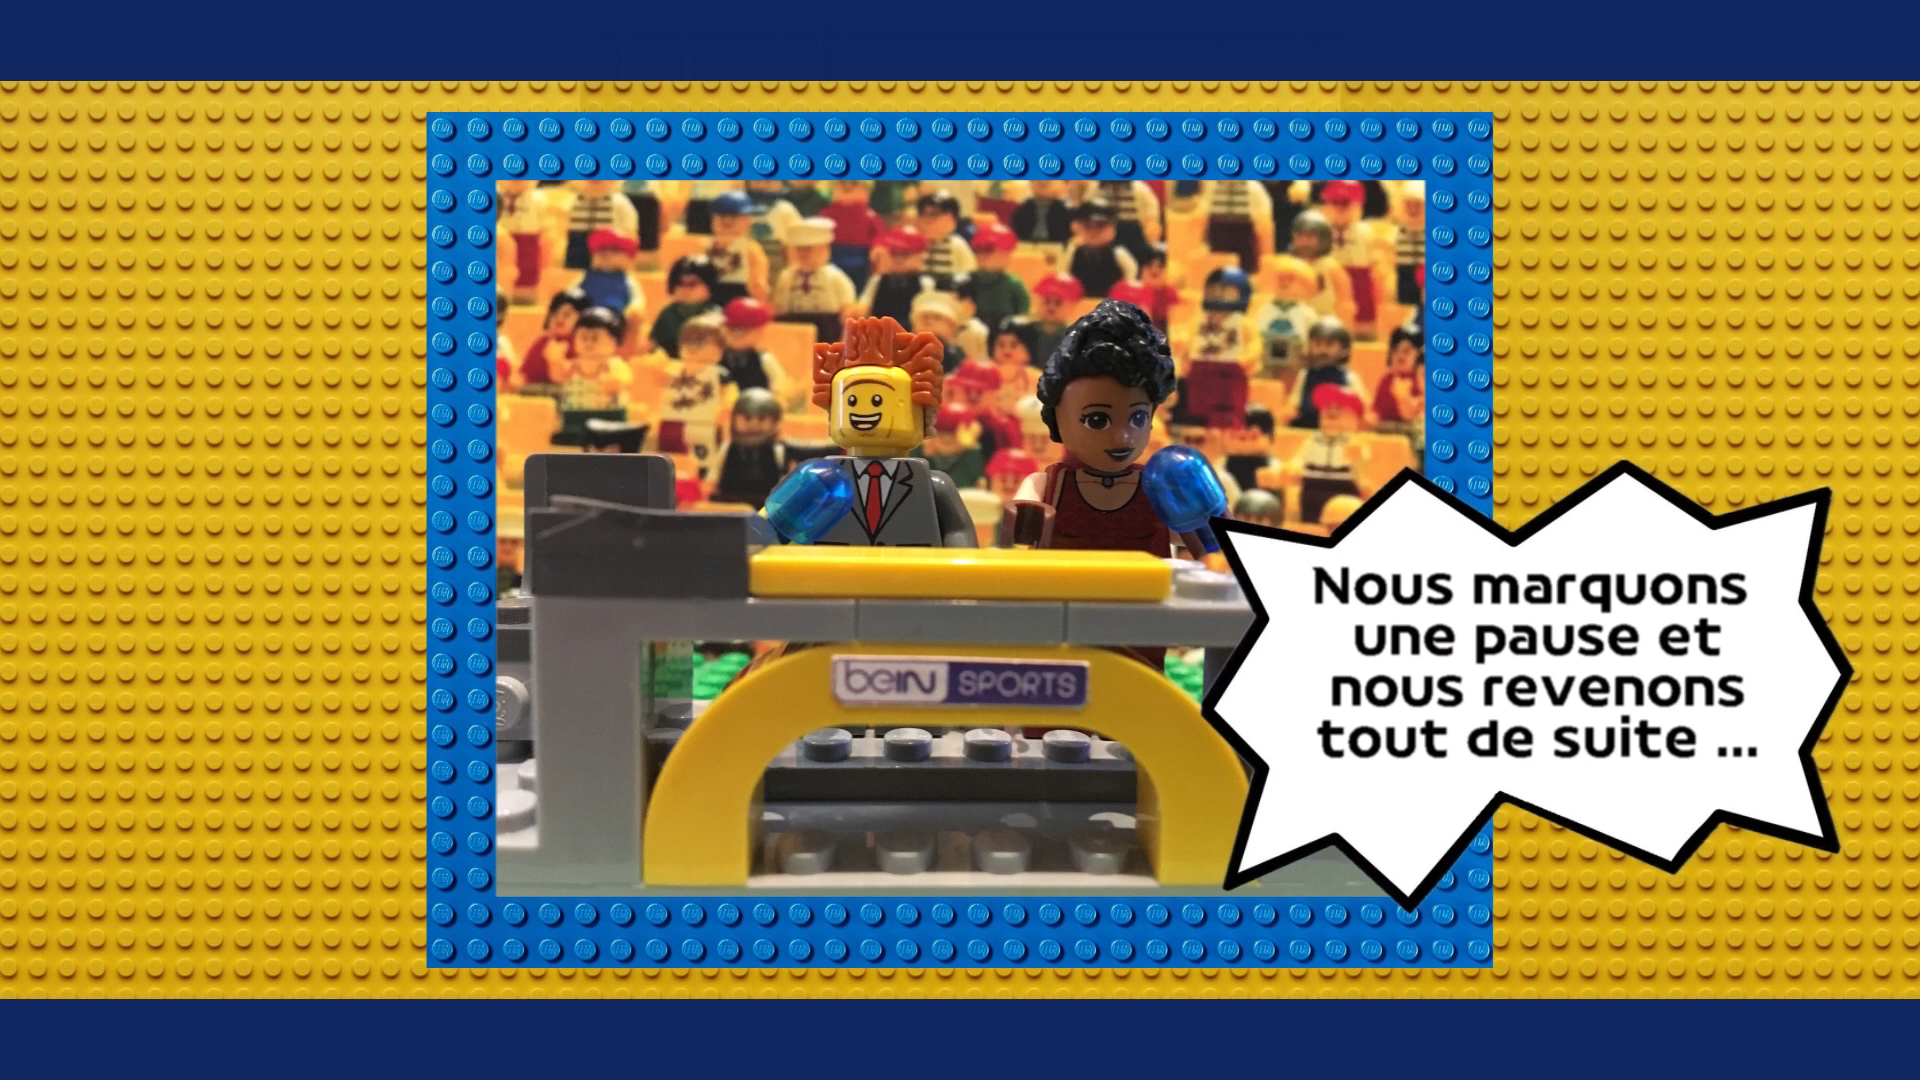 beIN SPORTS
Nous marquons
une pause et
nous revenons
tout de suite ...